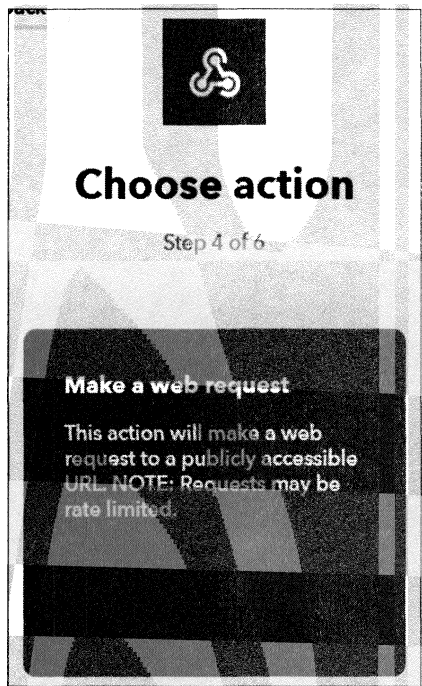 Choose action
Step 4 of 6
Make a web request
This action will make a web
request to a publicly accessible
URL. NOTE: Requests may be
rate limited.